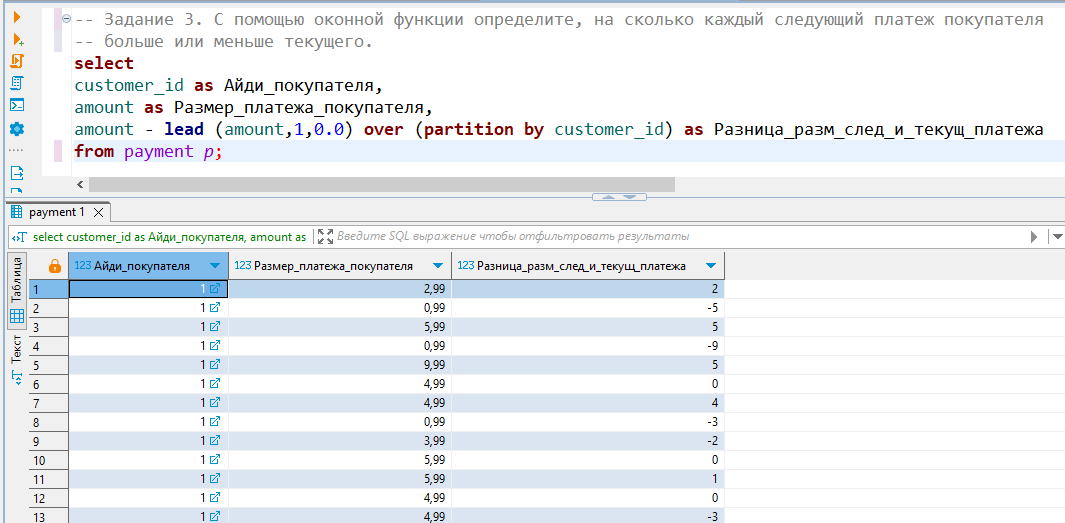 -- Задание 3. С помощью оконной функции определите, на сколько каждый следующий платеж покупателя
-- больше или меньше текущего.
select
customer_id as Айди_покупателя,
amount as Размер_платежа_покупателя,
amount - lead (amount,1,0.0) over (partition by customer_id) as Разница_разм_след_и_текущ_платежа
from payment p;
payment 1
select customer_id as Айди_покупателя, amount as
Введите SQL выражение чтобы отфильтровать результаты
Таблица
Текст
123 Айди_покупателя 123 Размер_платежа_покупателя 123 Разница_разм_след_и_текущ_платежа
1 1 2,99 2
2 1 0,99 -5
3 1 5,99 5
4 1 0,99 -9
5 1 9,99 5
6 1 4,99 0
7 1 4,99 4
8 1 0,99 -3
9 1 3,99 -2
10 1 5,99 0
11 1 5,99 1
12 1 4,99 0
13 1 4,99 -3